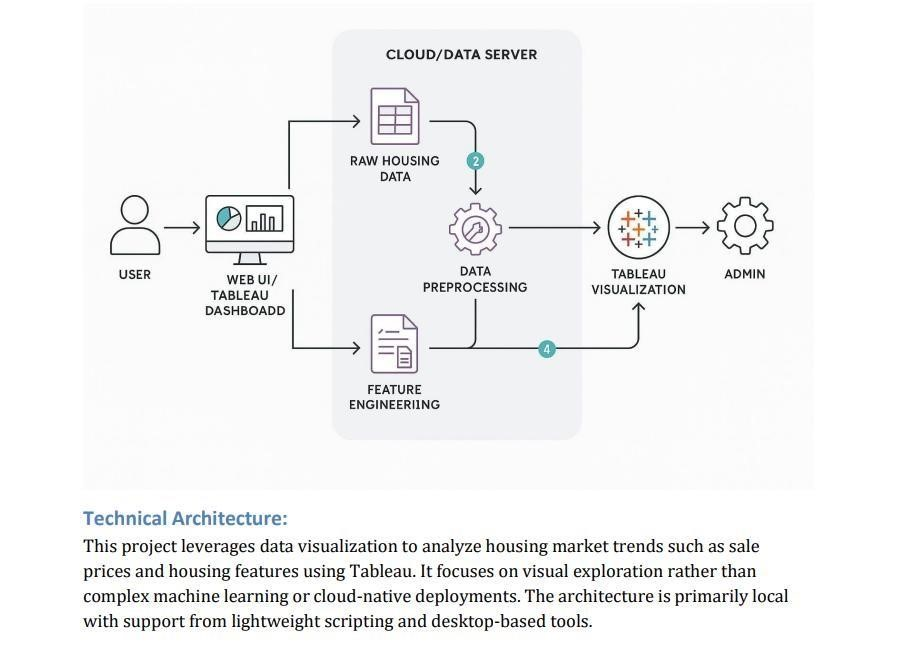 CLOUD/DATA SERVER
RAW HOUSING
DATA
2
USER
WEB UI/
TABLEAU
DASHBOADD
DATA
PREPROCESSING
TABLEAU
VISUALIZATION
ADMIN
4
FEATURE
ENGINEERIING
Technical Architecture:
This project leverages data visualization to analyze housing market trends such as sale
prices and housing features using Tableau. It focuses on visual exploration rather than
complex machine learning or cloud-native deployments. The architecture is primarily local
with support from lightweight scripting and desktop-based tools.